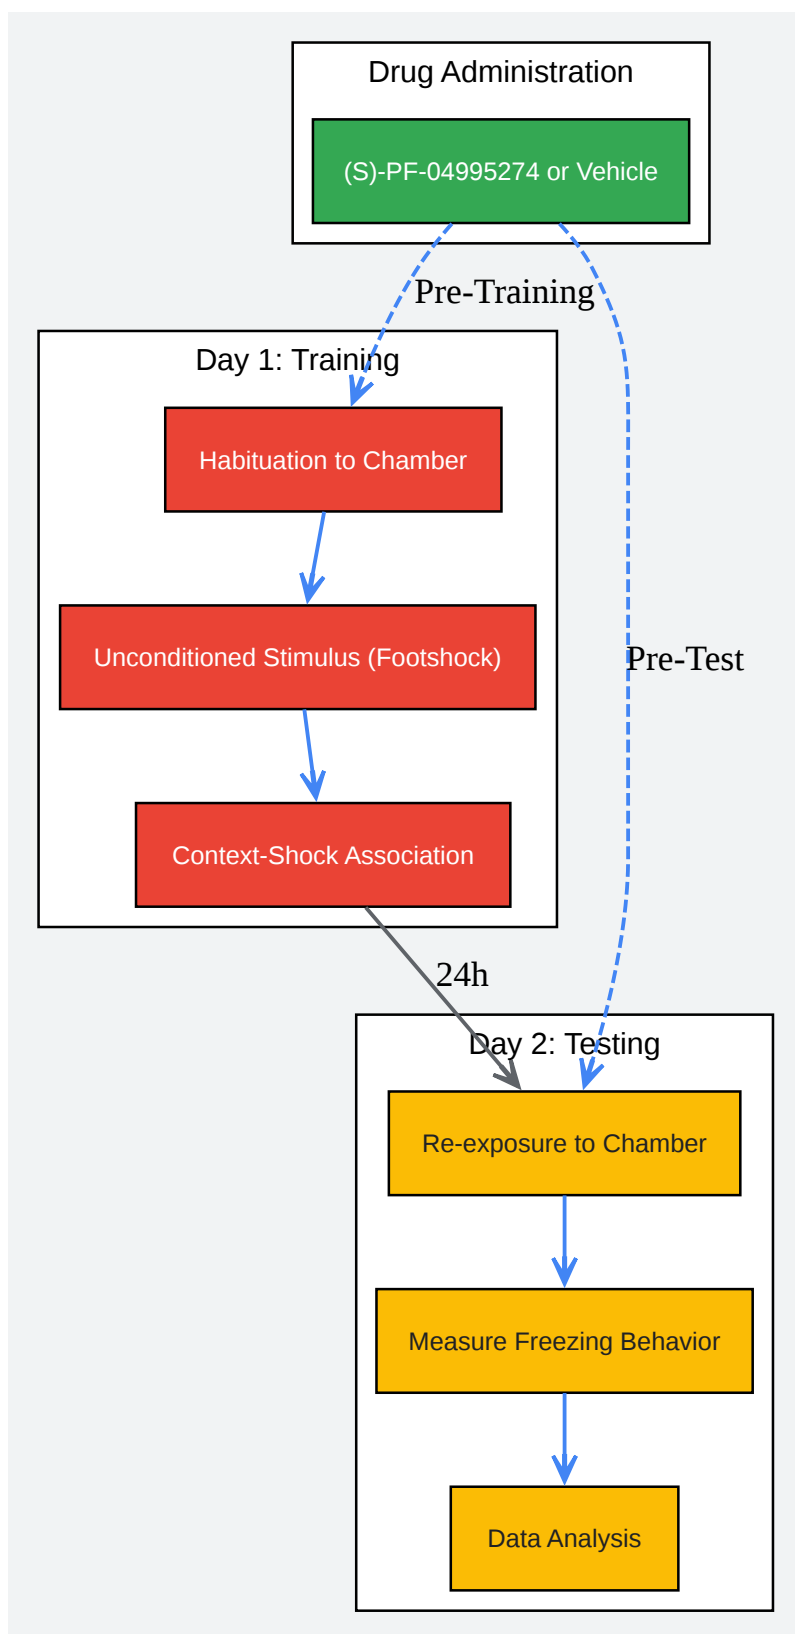 Drug Administration
(S)-PF-04995274 or Vehicle
Pre-Training
Day 1: Training
Habituation to Chamber
Unconditioned Stimulus (Footshock)
Pre-Test
Context-Shock Association
24h
Day 2: Testing
Re-exposure to Chamber
Measure Freezing Behavior
Data Analysis